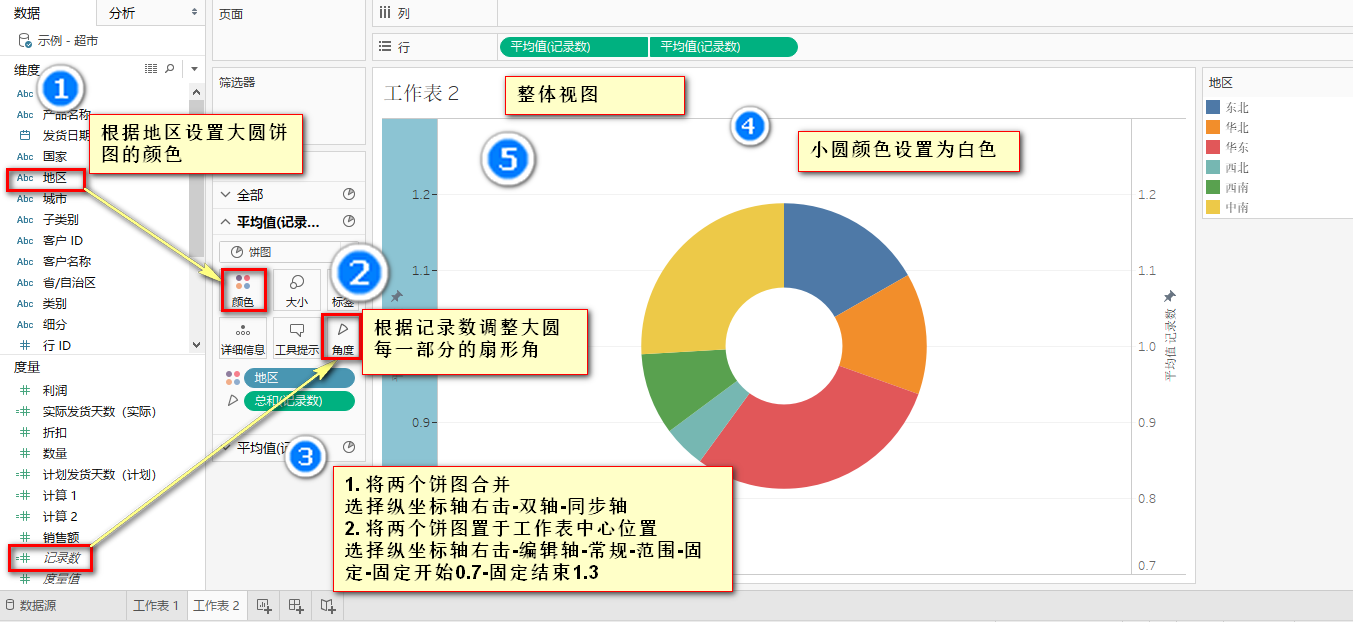 数据
分析
页面
列
示例 - 超市
行
平均值(记录数)
平均值(记录数)
维度
Abc
Abc 产品名称
发货日期
Abc 国家
Abc 地区
Abc 城市
Abc 子类别
Abc 客户 ID
Abc 客户名称
Abc 省/自治区
Abc 类别
Abc 细分
行 ID
度量
利润
实际发货天数（实际）
折扣
数量
计划发货天数（计划）
计算 1
计算 2
销售额
记录数
度量值
筛选器
全部
平均值(记录...
饼图
颜色
大小
标签
详细信息
工具提示
角度
地区
总和(记录数)
平均值(记
1
根据地区设置大圆饼
图的颜色
2
根据记录数调整大圆
每一部分的扇形角
3
1. 将两个饼图合并
选择纵坐标轴右击-双轴-同步轴
2. 将两个饼图置于工作表中心位置
选择纵坐标轴右击-编辑轴-常规-范围-固
定-固定开始0.7-固定结束1.3
工作表 2
整体视图
4
小圆颜色设置为白色
5
1.2
1.1
0.9
1.2
1.1
1.0
0.9
0.8
0.7
平均值 记录数
地区
东北
华北
华东
西北
西南
中南
数据源
工作表 1
工作表 2